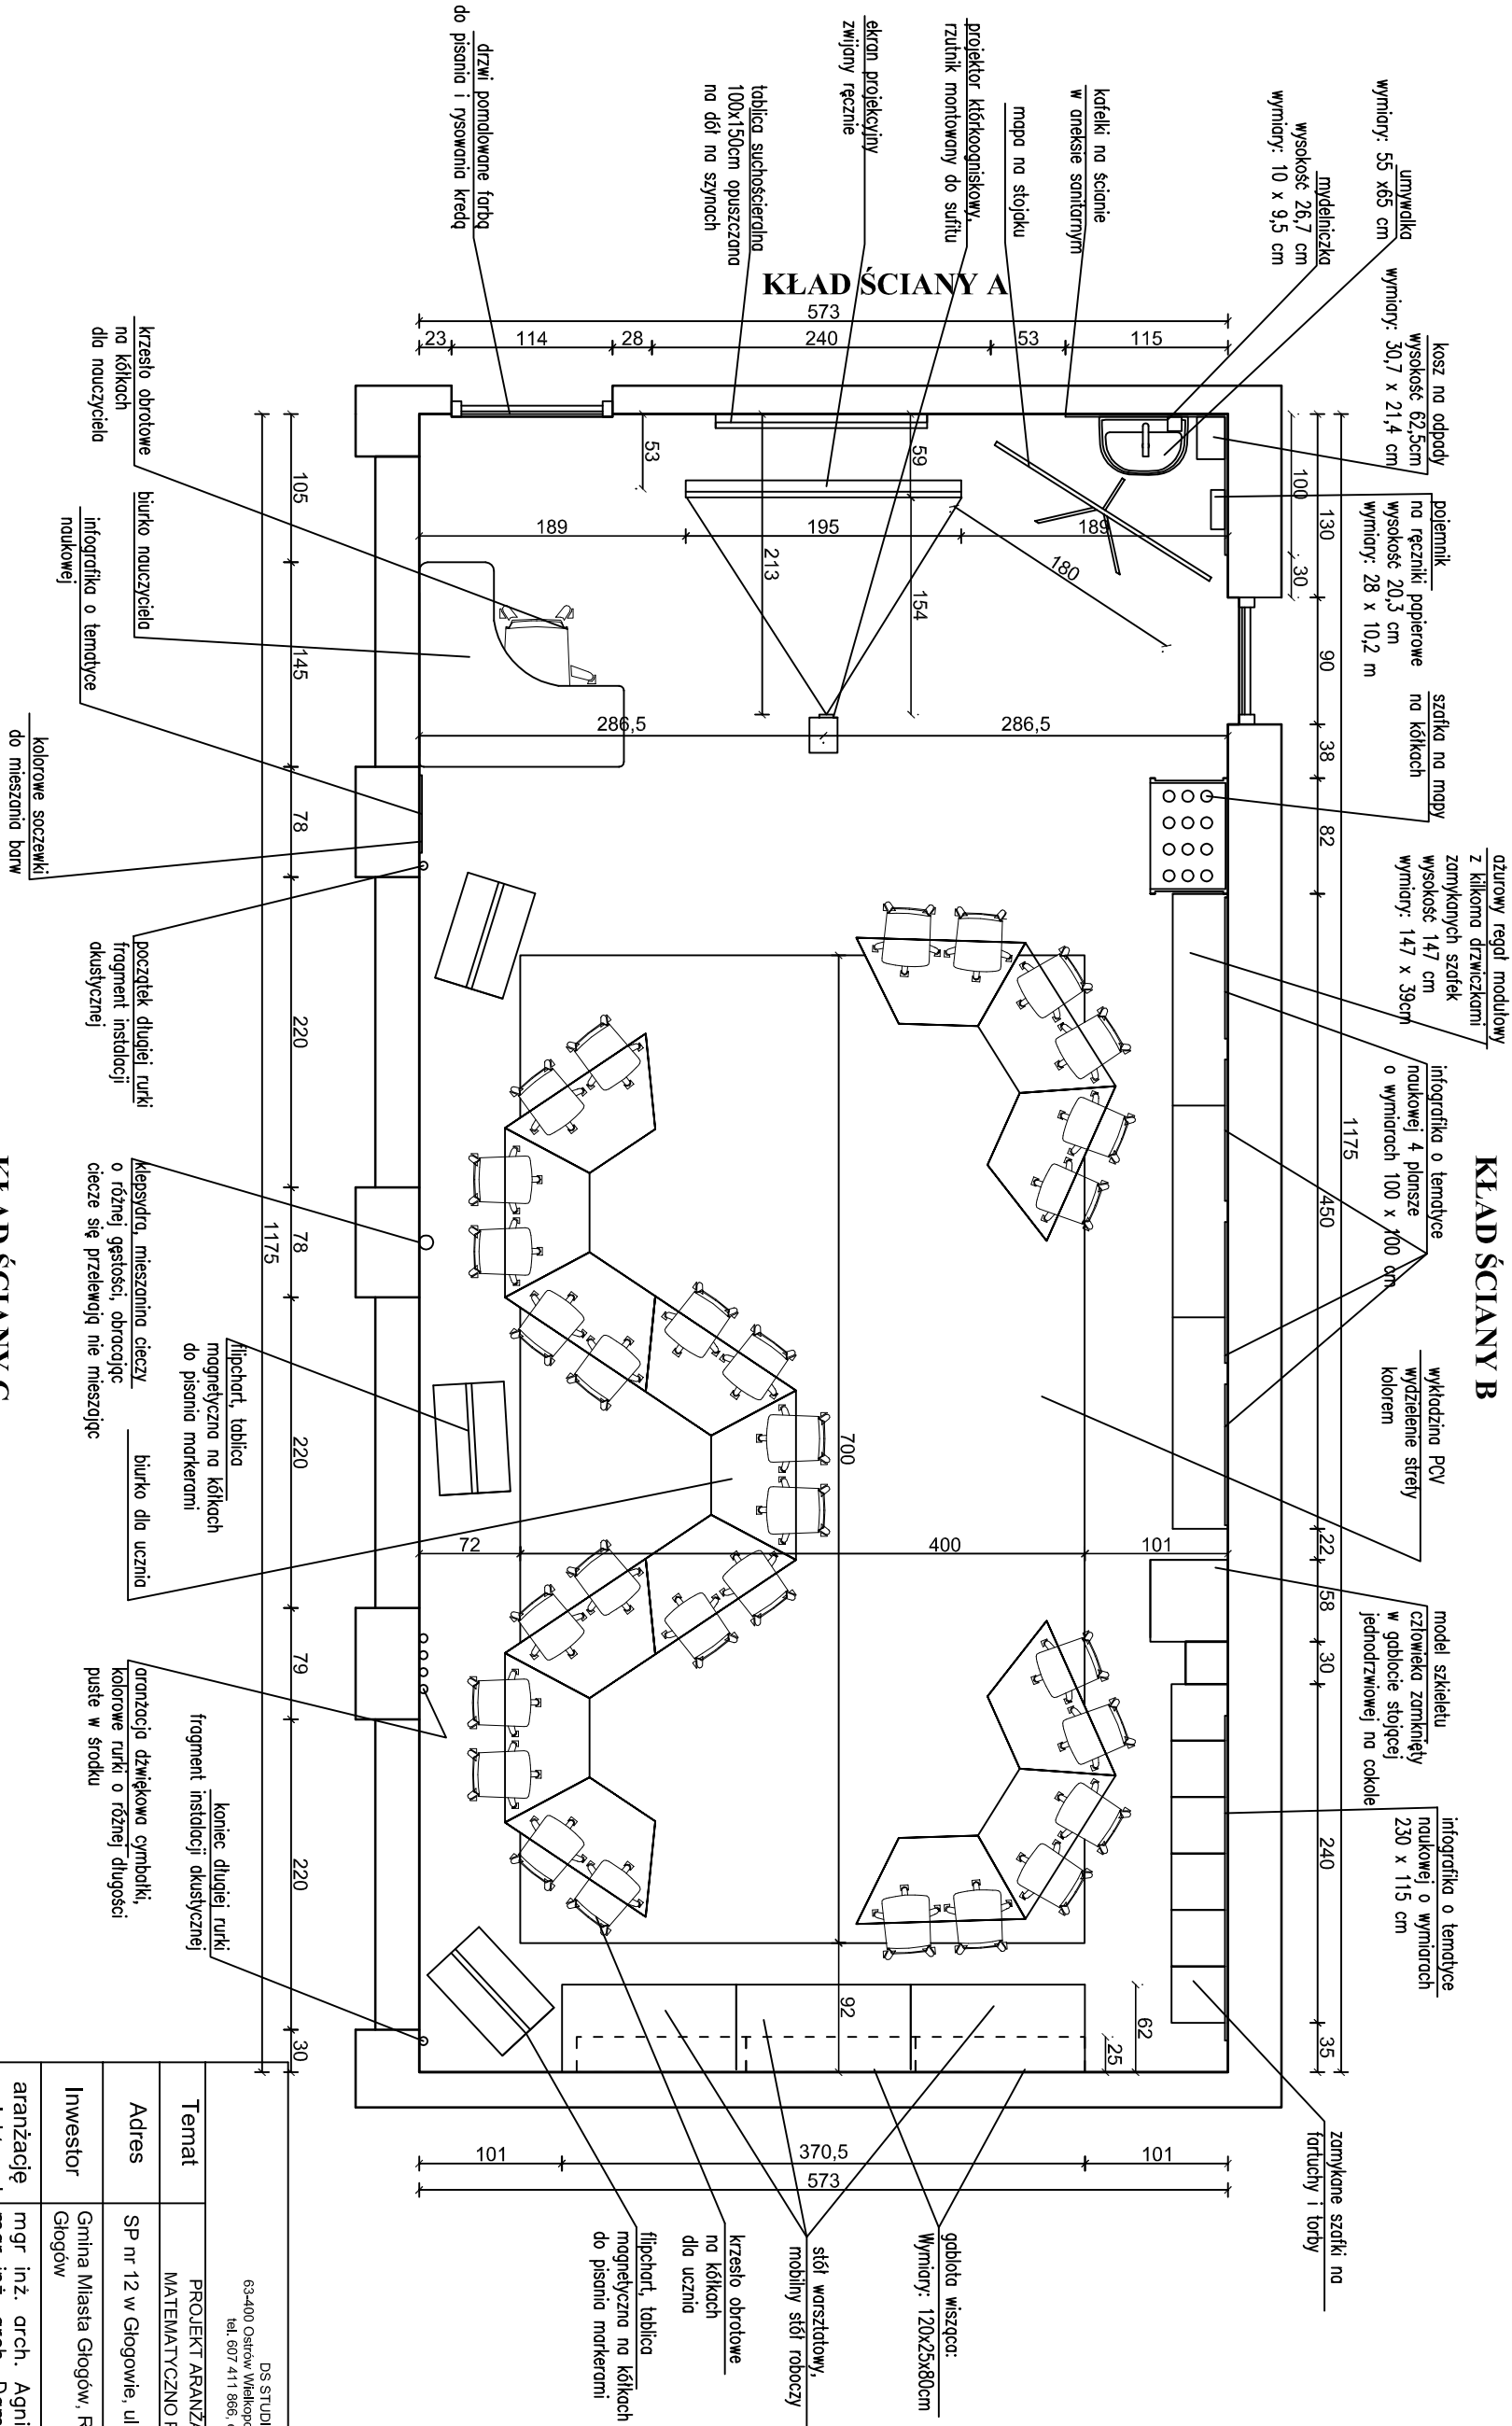 KŁAD ŚCIANY A
KŁAD ŚCIANY B
KŁAD ŚCIANY C
umywalka
wymiary: 55 x65 cm
mydelniczka
wysokość 26,7 cm
wymiary: 10 x 9,5 cm
kosz na odpady
wysokość 62,5cm
wymiary: 30,7 x 21,4 cm
pojemnik
na ręczniki papierowe
wysokość 20,3 cm
wymiary: 28 x 10,2 m
szafka na mapy
na kółkach
ażurowy regał modułowy
z kilkoma drzwiczkami
zamykanych szafek
wysokość 147 cm
wymiary: 147 x 39cm
infografika o tematyce
naukowej 4 plansze
o wymiarach 100 x 100 cm
wykładzina PCV
wydzielenie strefy
kolorem
model szkieletu
człowieka zamknięty
w gablocie stojącej
jednodrzwiowej na cokole
infografika o tematyce
naukowej o wymiarach
230 x 115 cm
zamykane szafki na
fartuchy i torby
kafelki na ścianie
w aneksie sanitarnym
mapa na stojaku
projektor którkoogniskowy,
rzutnik montowany do sufitu
ekran projekcyjny
zwijany ręcznie
tablica suchościeralna
100x150cm opuszczana
na dół na szynach
drzwi pomalowane farbą
do pisania i rysowania kredą
573
23
114
28
240
53
115
1175
100
30
130
90
38
82
450
22
58
30
240
35
53
59
189
195
189
213
154
180
286,5
286,5
700
72
400
101
92
62
25
105
145
78
220
78
220
79
220
30
1175
101
370,5
101
573
krzesło obrotowe
na kółkach
dla nauczyciela
biurko nauczyciela
infografika o tematyce
naukowej
kolorowe soczewki
do mieszania barw
początek długiej rurki
fragment instalacji
akustycznej
klepsydra, mieszanina cieczy
o różnej gęstości, obracając
ciecze się przelewają nie mieszając
flipchart, tablica
magnetyczna na kółkach
do pisania markerami
biurko dla ucznia
aranżacja dźwiękowa cymbałki,
kolorowe rurki o różnej długości
puste w środku
koniec długiej rurki
fragment instalacji akustycznej
gablota wisząca:
Wymiary: 120x25x80cm
stół warsztatowy,
mobilny stół roboczy
krzesło obrotowe
na kółkach
dla ucznia
flipchart, tablica
magnetyczna na kółkach
do pisania markerami
DS STUDI
63-400 Ostrów Wielkopo
tel. 607 411 866, e
Temat
PROJEKT ARANŻA
MATEMATYCZNO P
Adres
SP nr 12 w Głogowie, ul
Inwestor
Gmina Miasta Głogów, R
Głogów
aranżację
mgr inż. arch. Agni